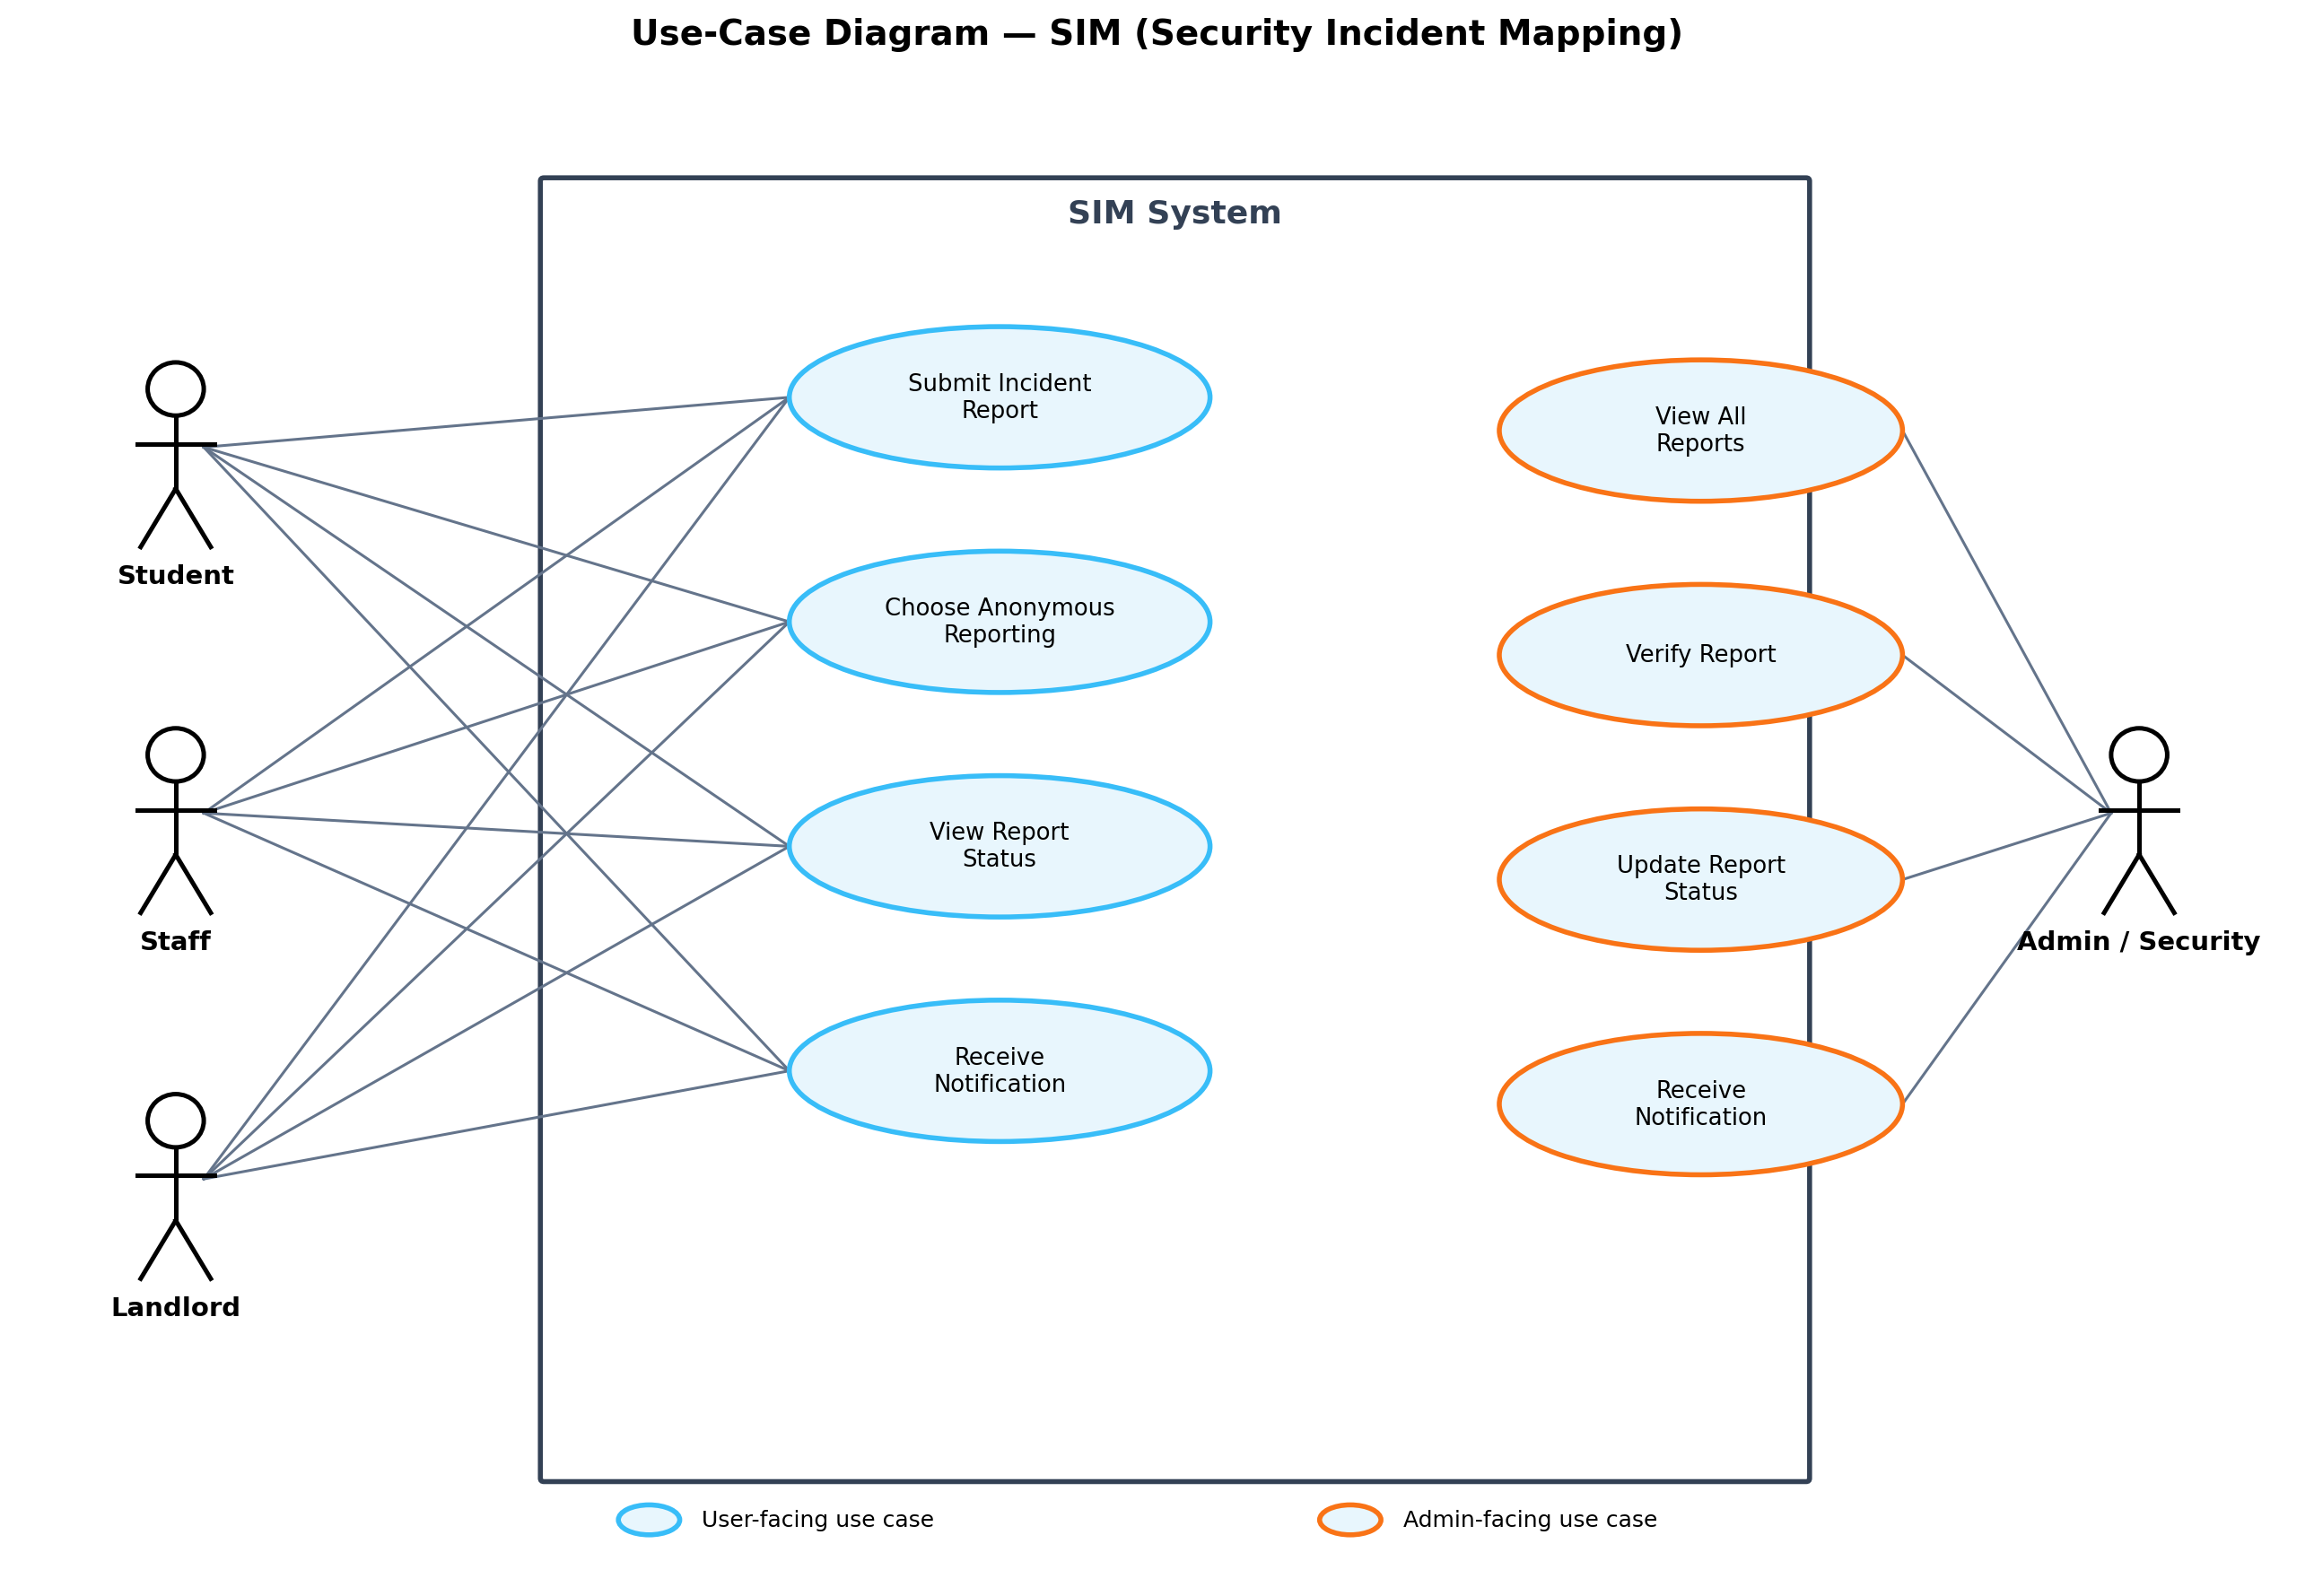 Use-Case Diagram — SIM (Security Incident Mapping)
SIM System
Submit Incident
Report
Choose Anonymous
Reporting
View Report
Status
Receive
Notification
View All
Reports
Verify Report
Update Report
Status
Receive
Notification
Student
Staff
Landlord
Admin / Security
User-facing use case
Admin-facing use case